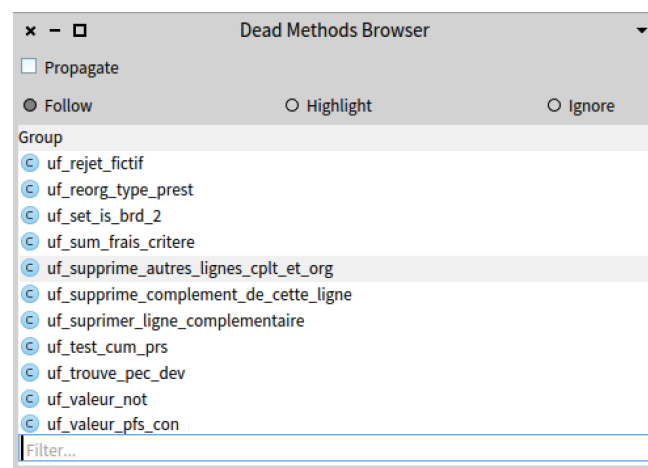 Dead Methods Browser
Propagate
Follow Highlight Ignore
Group
C uf_rejet_fictif
C uf_reorg_type_prest
C uf_set_is_brd_2
C uf_sum_frais_critere
C uf_supprime_autres_lignes_cplt_et_org
C uf_supprime_complement_de_cette_ligne
C uf_suprimer_ligne_complementaire
C uf_test_cum_prs
C uf_trouve_pec_dev
C uf_valeur_not
C uf_valeur_pfs_con
Filter...